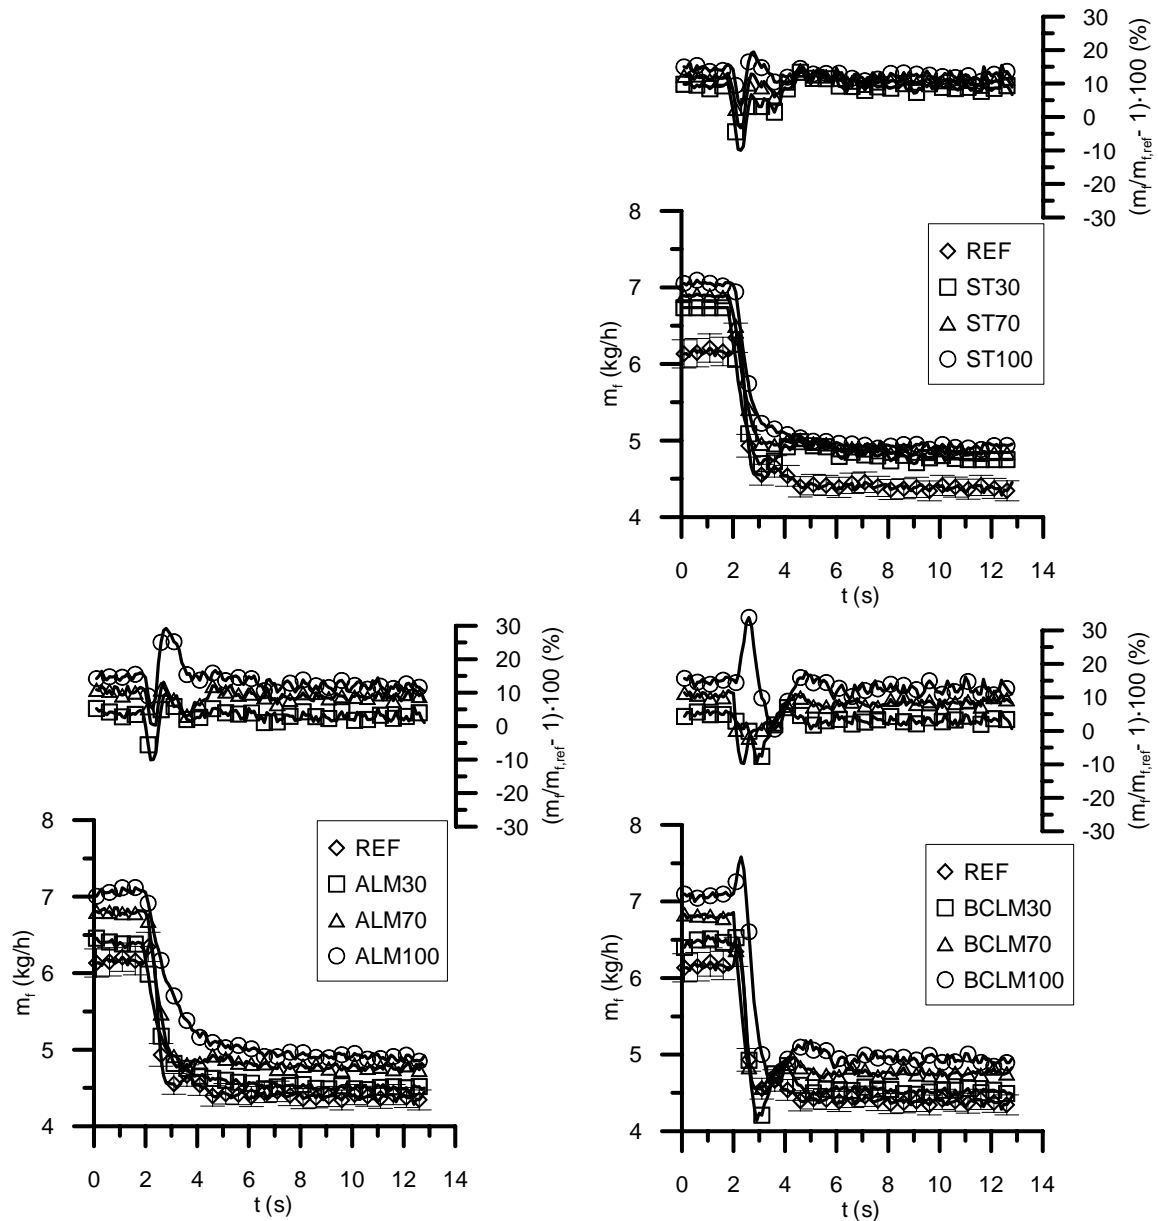 30
20
10
0
-10
-20
-30
(m_f/m_f,ref- 1)·100 (%)
8
7
6
5
4
m_f (kg/h)
REF
ST30
ST70
ST100
0 2 4 6 8 10 12 14
t (s)
30
20
10
0
-10
-20
-30
(m_f/m_f,ref- 1)·100 (%)
8
7
6
5
4
m_f (kg/h)
REF
ALM30
ALM70
ALM100
0 2 4 6 8 10 12 14
t (s)
30
20
10
0
-10
-20
-30
(m_f/m_f,ref- 1)·100 (%)
8
7
6
5
4
m_f (kg/h)
REF
BCLM30
BCLM70
BCLM100
0 2 4 6 8 10 12 14
t (s)